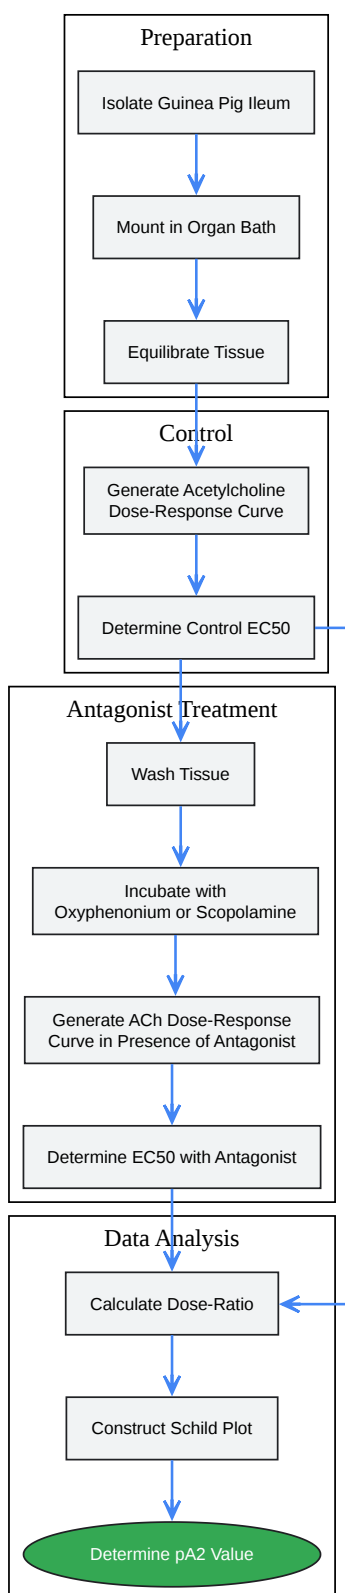 Preparation
Isolate Guinea Pig Ileum
Mount in Organ Bath
Equilibrate Tissue
Control
Generate Acetylcholine
Dose-Response Curve
Determine Control EC50
Antagonist Treatment
Wash Tissue
Incubate with
Oxyphenonium or Scopolamine
Generate ACh Dose-Response
Curve in Presence of Antagonist
Determine EC50 with Antagonist
Data Analysis
Calculate Dose-Ratio
Construct Schild Plot
Determine pA2 Value